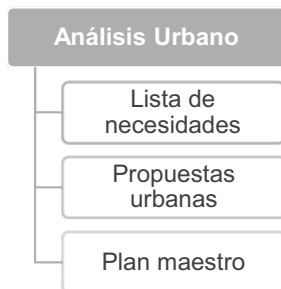 Análisis Urbano
Lista de
necesidades
Propuestas
urbanas
Plan maestro